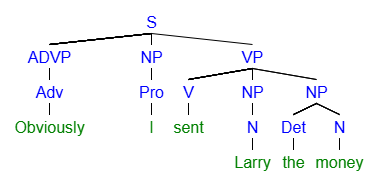 S
ADVP NP VP
Adv Pro V NP NP
Obviously I sent N Det N
Larry the money